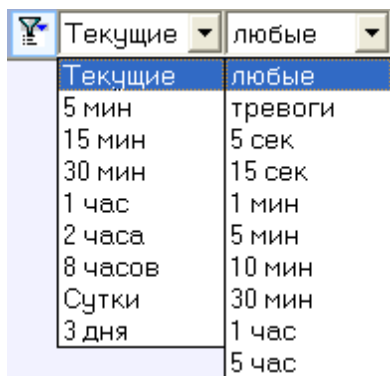 Текущие любые
Текущие любые
5 мин тревоги
15 мин 5 сек
30 мин 15 сек
1 час 1 мин
2 часа 5 мин
8 часов 10 мин
Сутки 30 мин
3 дня 1 час
5 час